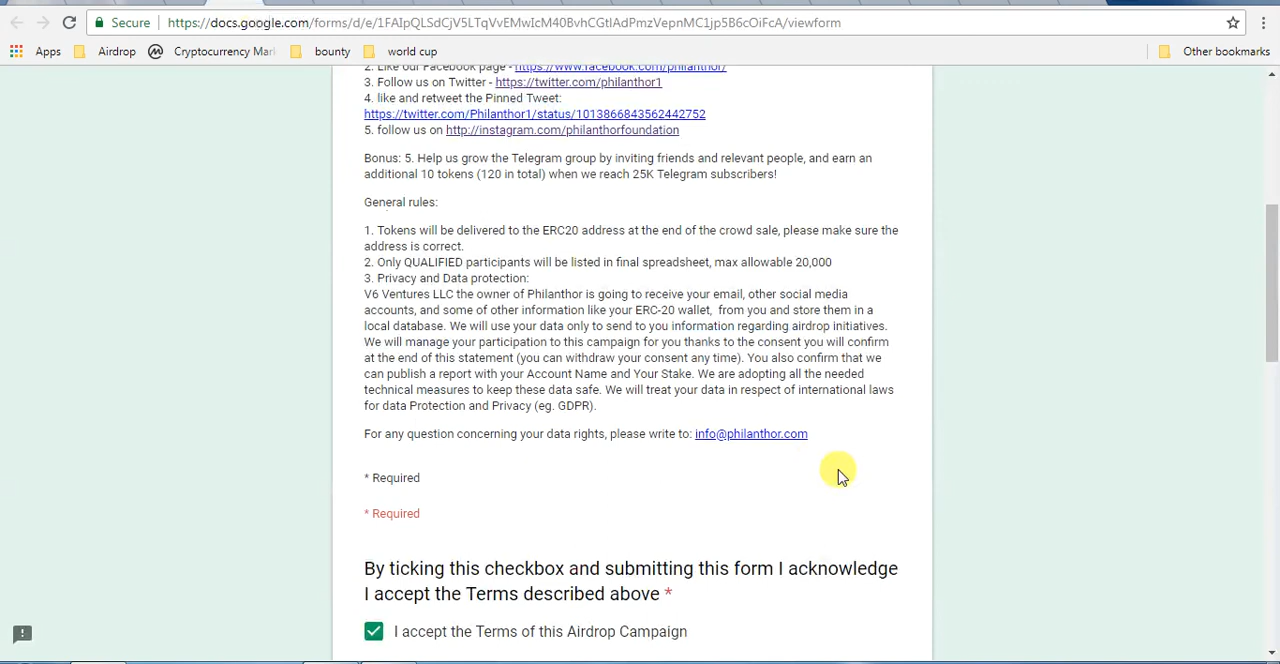 Secure https://docs.google.com/forms/d/e/1FAIpQLSdCjV5LTqVvEMwIcM40BvhCGtlAdPmzVepnMC1jp5B6cOiFcA/viewform
Apps Airdrop Cryptocurrency Mar bounty world cup Other bookmarks
2. Like our Facebook page - https://www.facebook.com/philanthor/
3. Follow us on Twitter - https://twitter.com/philanthor1
4. like and retweet the Pinned Tweet:
https://twitter.com/Philanthor1/status/1013866843562442752
5. follow us on http://instagram.com/philanthorfoundation
Bonus: 5. Help us grow the Telegram group by inviting friends and relevant people, and earn an
additional 10 tokens (120 in total) when we reach 25K Telegram subscribers!
General rules:
1. Tokens will be delivered to the ERC20 address at the end of the crowd sale, please make sure the
address is correct.
2. Only QUALIFIED participants will be listed in final spreadsheet, max allowable 20,000
3. Privacy and Data protection:
V6 Ventures LLC the owner of Philanthor is going to receive your email, other social media
accounts, and some of other information like your ERC-20 wallet, from you and store them in a
local database. We will use your data only to send to you information regarding airdrop initiatives.
We will manage your participation to this campaign for you thanks to the consent you will confirm
at the end of this statement (you can withdraw your consent any time). You also confirm that we
can publish a report with your Account Name and Your Stake. We are adopting all the needed
technical measures to keep these data safe. We will treat your data in respect of international laws
for data Protection and Privacy (eg. GDPR).
For any question concerning your data rights, please write to: info@philanthor.com
* Required
* Required
By ticking this checkbox and submitting this form I acknowledge
I accept the Terms described above *
I accept the Terms of this Airdrop Campaign